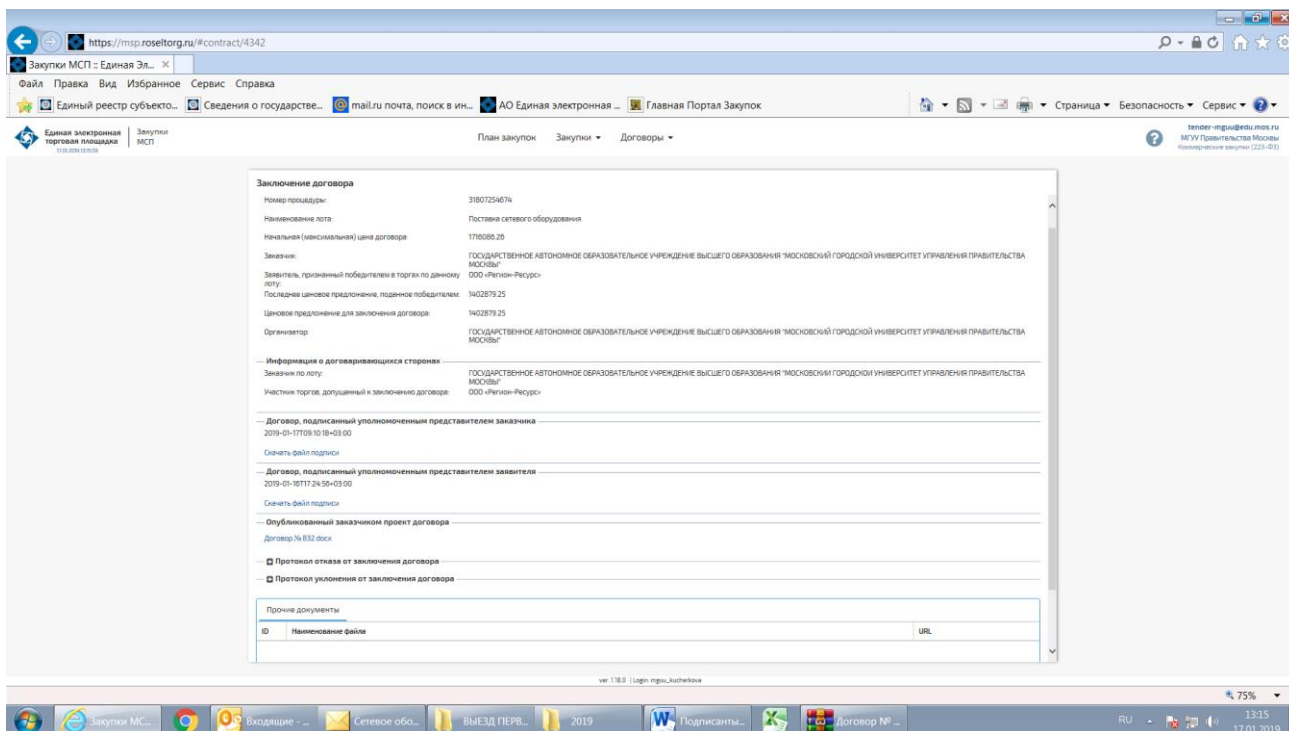 https://msp.roseltorg.ru/#contract/4342
Закупки МСП :: Единая Эл...
Файл Правка Вид Избранное Сервис Справка
Единый реестр субъекто... Сведения о государстве... mail.ru почта, поиск в ин... АО Единая электронная ... Главная Портал Закупок Страница Безопасность Сервис
Единая электронная торговая площадка Закупки МСП План закупок Закупки Договоры tender-mguu@edu.mos.ru
МГУУ Правительства Москвы
Коммерческие закупки (223-ФЗ)
Заключение договора
Номер процедуры: 31807254674
Наименование лота: Поставка сетевого оборудования
Начальная (максимальная) цена договора: 1716086.26
Заказчик: ГОСУДАРСТВЕННОЕ АВТОНОМНОЕ ОБРАЗОВАТЕЛЬНОЕ УЧРЕЖДЕНИЕ ВЫСШЕГО ОБРАЗОВАНИЯ "МОСКОВСКИЙ ГОРОДСКОЙ УНИВЕРСИТЕТ УПРАВЛЕНИЯ ПРАВИТЕЛЬСТВА
МОСКВЫ"
Заявитель, признанный победителем в торгах по данному ООО «Регион-Ресурс»
лоту:
Последнее ценовое предложение, поданное победителем: 1402879.25
Ценовое предложение для заключения договора: 1402879.25
Организатор: ГОСУДАРСТВЕННОЕ АВТОНОМНОЕ ОБРАЗОВАТЕЛЬНОЕ УЧРЕЖДЕНИЕ ВЫСШЕГО ОБРАЗОВАНИЯ "МОСКОВСКИЙ ГОРОДСКОЙ УНИВЕРСИТЕТ УПРАВЛЕНИЯ ПРАВИТЕЛЬСТВА
МОСКВЫ"
Информация о договаривающихся сторонах
Заказчик по лоту: ГОСУДАРСТВЕННОЕ АВТОНОМНОЕ ОБРАЗОВАТЕЛЬНОЕ УЧРЕЖДЕНИЕ ВЫСШЕГО ОБРАЗОВАНИЯ "МОСКОВСКИЙ ГОРОДСКОЙ УНИВЕРСИТЕТ УПРАВЛЕНИЯ ПРАВИТЕЛЬСТВА
МОСКВЫ"
Участник торгов, допущенный к заключению договора: ООО «Регион-Ресурс»
Договор, подписанный уполномоченным представителем заказчика
2019-01-17T09:10:18+03:00
Скачать файл подписи
Договор, подписанный уполномоченным представителем заявителя
2019-01-16T17:24:56+03:00
Скачать файл подписи
Опубликованный заказчиком проект договора
Договор № 832.docx
Протокол отказа от заключения договора
Протокол уклонения от заключения договора
Прочие документы
ID Наименование файла URL
ver. 1.18.0 | Login: mguu_kucherkova
75%
Закупки МС... Входящие - ... Сетевое обо... ВЫЕЗД ПЕРВ... 2019 Подписанты... Договор № ... RU 13:15
17.01.2019